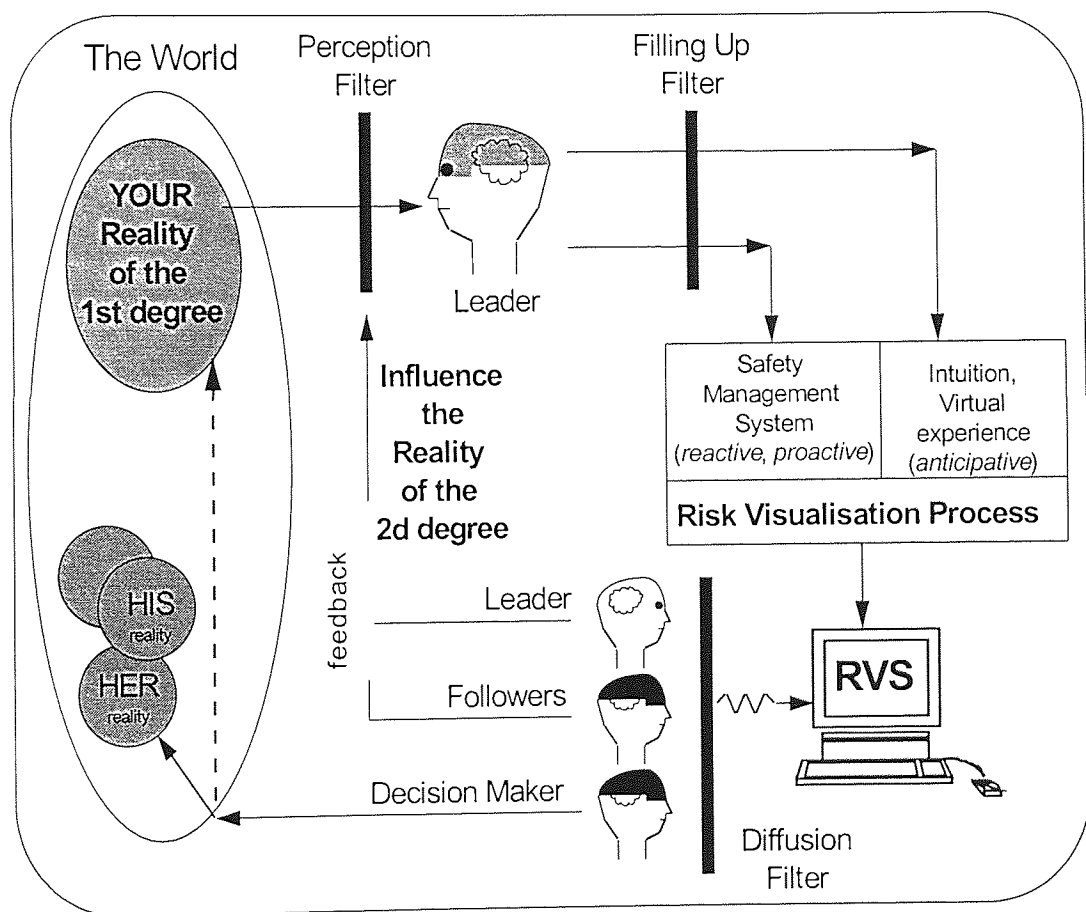 The World
Perception
Filter
Filling Up
Filter
YOUR
Reality
of the
1st degree
Leader
Influence
the
Reality
of the
2d degree
Safety
Management
System
(reactive, proactive)
Intuition,
Virtual
experience
(anticipative)
Risk Visualisation Process
feedback
HIS
reality
HER
reality
Leader
Followers
Decision Maker
RVS
Diffusion
Filter